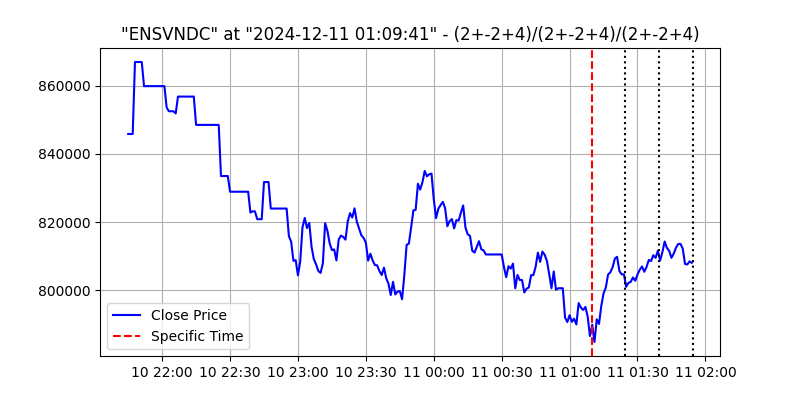 "ENSVNDC" at "2024-12-11 01:09:41" - (2+-2+4)/(2+-2+4)/(2+-2+4)
860000
840000
820000
800000
Close Price
Specific Time
10 22:00 10 22:30 10 23:00 10 23:30 11 00:00 11 00:30 11 01:00 11 01:30 11 02:00